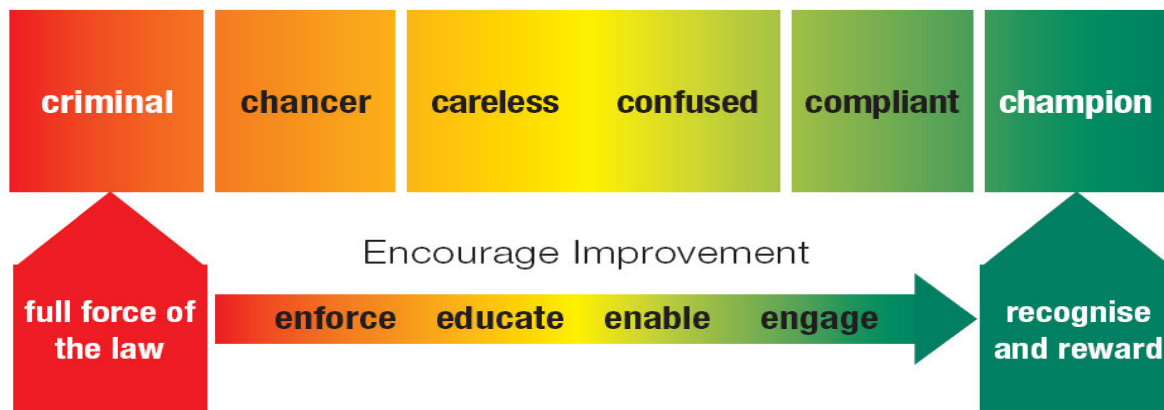 criminal chancer careless confused compliant champion
Encourage Improvement
full force of
the law
enforce educate enable engage
recognise
and reward